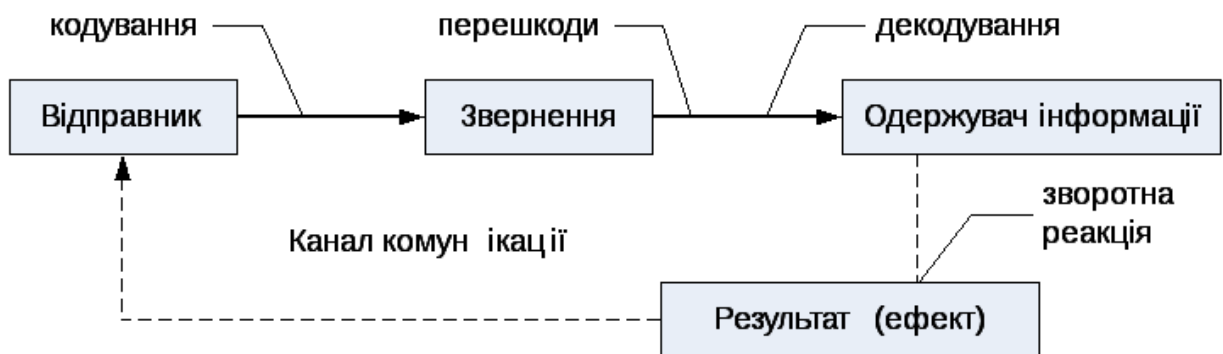 кодування
перешкоди
декодування
Відправник
Звернення
Одержувач інформації
зворотна
реакція
Канал комун ікації
Результат (ефект)